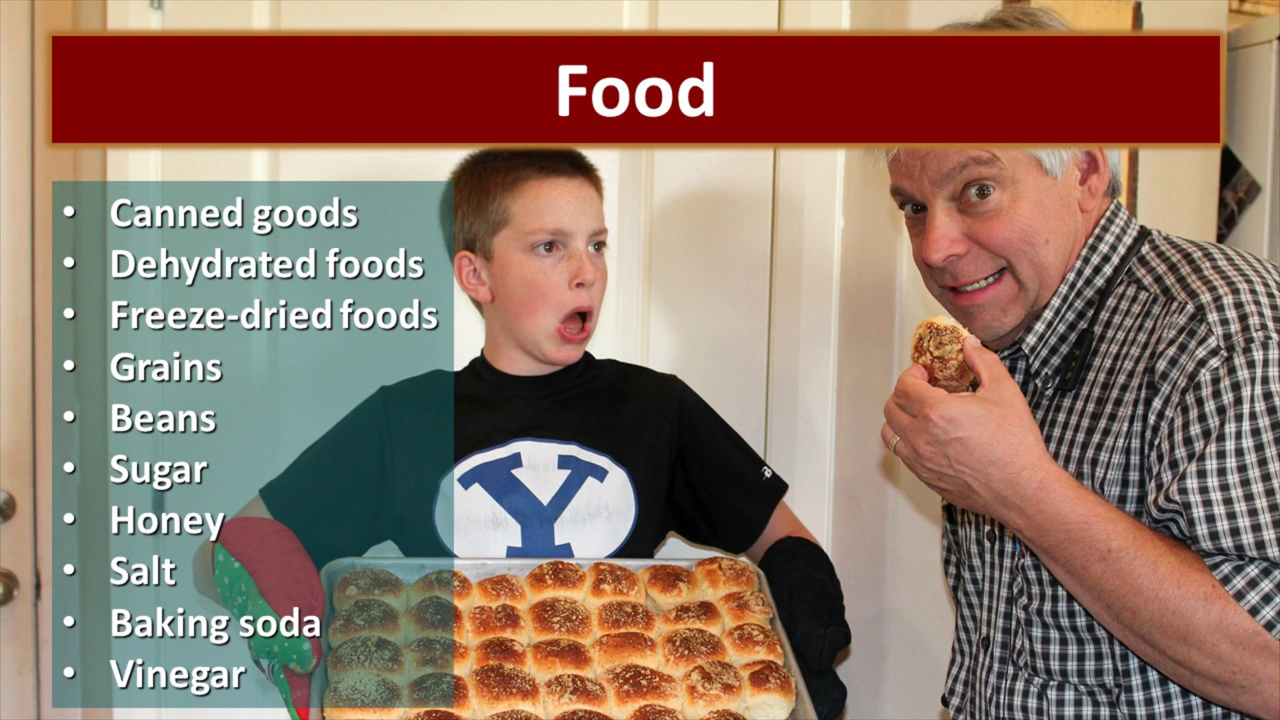 Food
• Canned goods
• Dehydrated foods
• Freeze-dried foods
• Grains
• Beans
• Sugar
• Honey
• Salt
• Baking soda
• Vinegar
Y